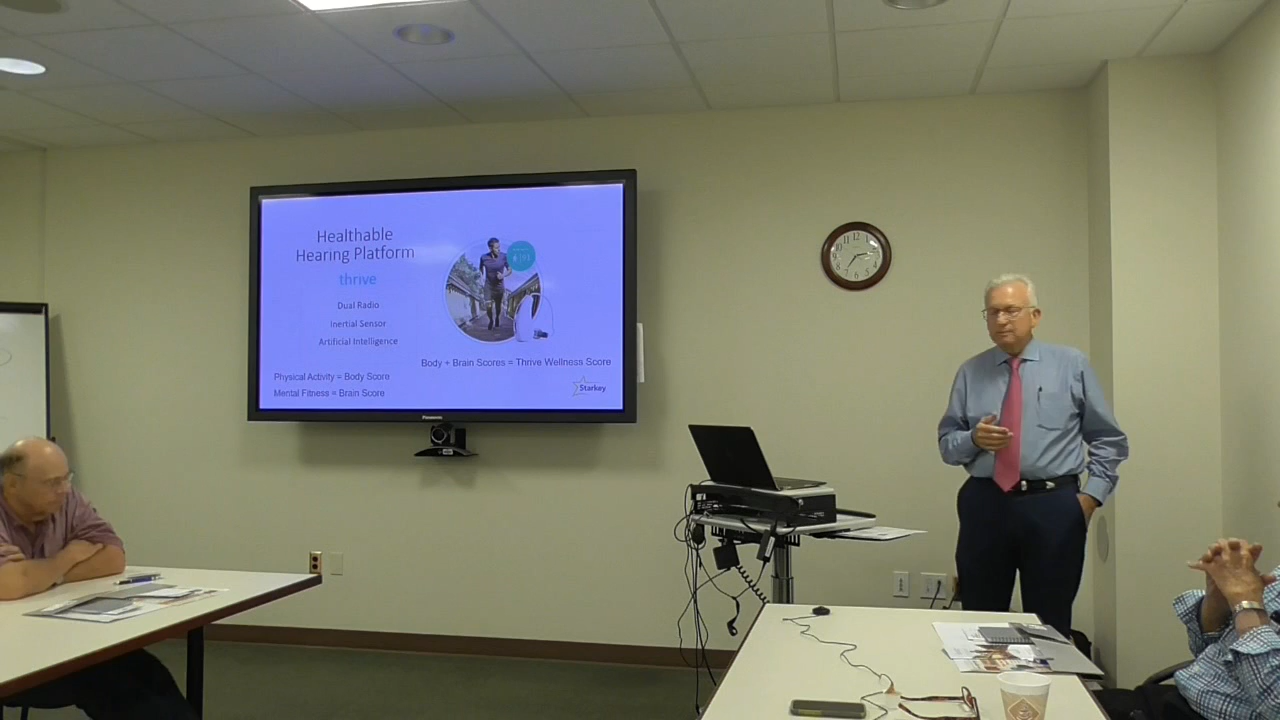 Healthable
Hearing Platform
thrive
Dual Radio
Inertial Sensor
Artificial Intelligence
Body + Brain Scores = Thrive Wellness Score
Physical Activity = Body Score
Mental Fitness = Brain Score
Starkey
Panasonic